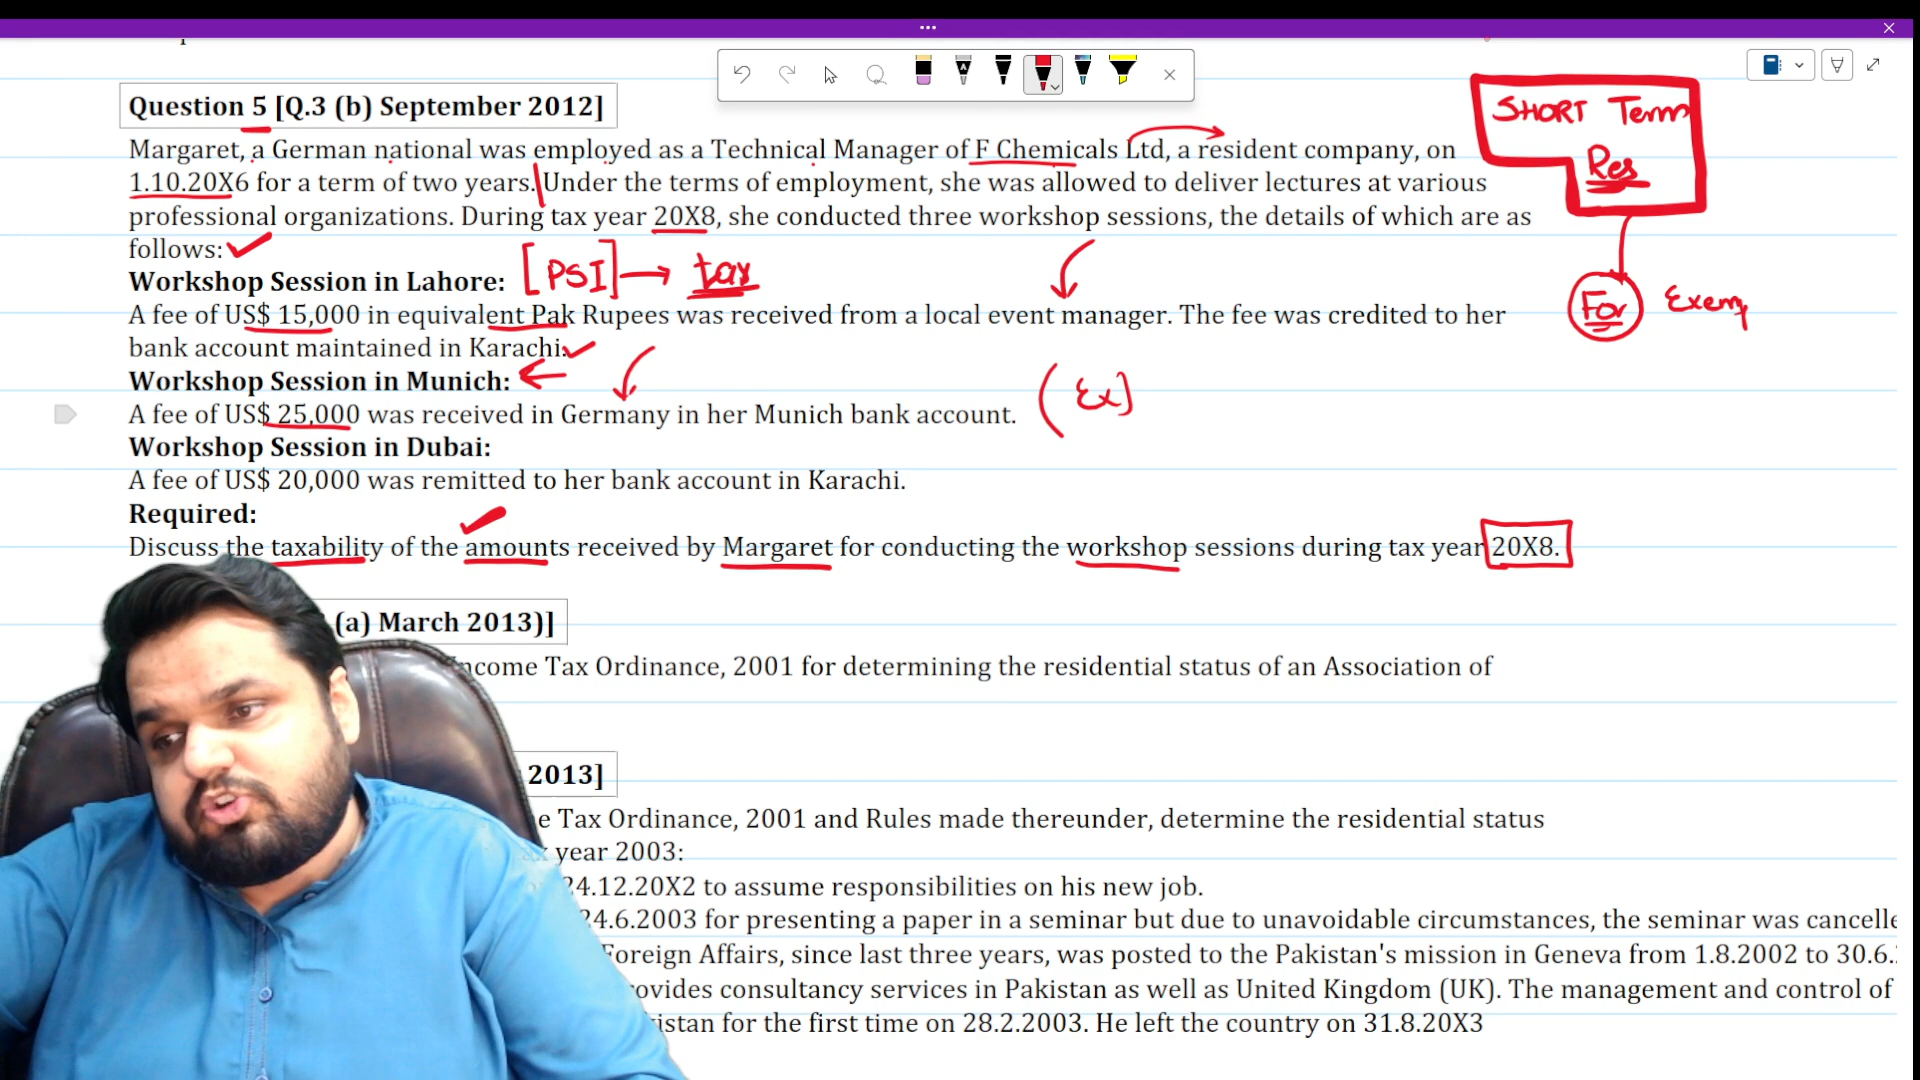 Question 5 [Q.3 (b) September 2012]
Margaret, a German national was employed as a Technical Manager of F Chemicals Ltd, a resident company, on
1.10.20X6 for a term of two years. Under the terms of employment, she was allowed to deliver lectures at various
professional organizations. During tax year 20X8, she conducted three workshop sessions, the details of which are as
follows:
Workshop Session in Lahore: [PSI] → tax
A fee of US$ 15,000 in equivalent Pak Rupees was received from a local event manager. The fee was credited to her
bank account maintained in Karachi.
Workshop Session in Munich:
A fee of US$ 25,000 was received in Germany in her Munich bank account. (Ex]
Workshop Session in Dubai:
A fee of US$ 20,000 was remitted to her bank account in Karachi.
Required:
Discuss the taxability of the amounts received by Margaret for conducting the workshop sessions during tax year 20X8.
SHORT Term
Res
For Exemp
(a) March 2013)]
Income Tax Ordinance, 2001 for determining the residential status of an Association of
2013]
e Tax Ordinance, 2001 and Rules made thereunder, determine the residential status
year 2003:
24.12.20X2 to assume responsibilities on his new job.
24.6.2003 for presenting a paper in a seminar but due to unavoidable circumstances, the seminar was cancelle
Foreign Affairs, since last three years, was posted to the Pakistan's mission in Geneva from 1.8.2002 to 30.6.
ovides consultancy services in Pakistan as well as United Kingdom (UK). The management and control of
istan for the first time on 28.2.2003. He left the country on 31.8.20X3